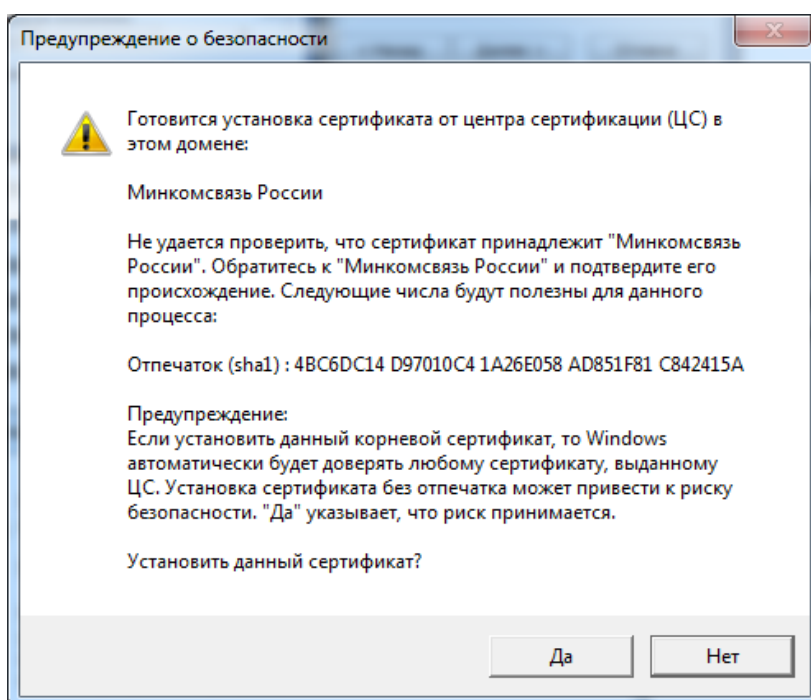 Предупреждение о безопасности
Готовится установка сертификата от центра сертификации (ЦС) в
этом домене:
Минкомсвязь России
Не удается проверить, что сертификат принадлежит "Минкомсвязь
России". Обратитесь к "Минкомсвязь России" и подтвердите его
происхождение. Следующие числа будут полезны для данного
процесса:
Отпечаток (sha1) : 4BC6DC14 D97010C4 1A26E058 AD851F81 C842415A
Предупреждение:
Если установить данный корневой сертификат, то Windows
автоматически будет доверять любому сертификату, выданному
ЦС. Установка сертификата без отпечатка может привести к риску
безопасности. "Да" указывает, что риск принимается.
Установить данный сертификат?
Да
Нет